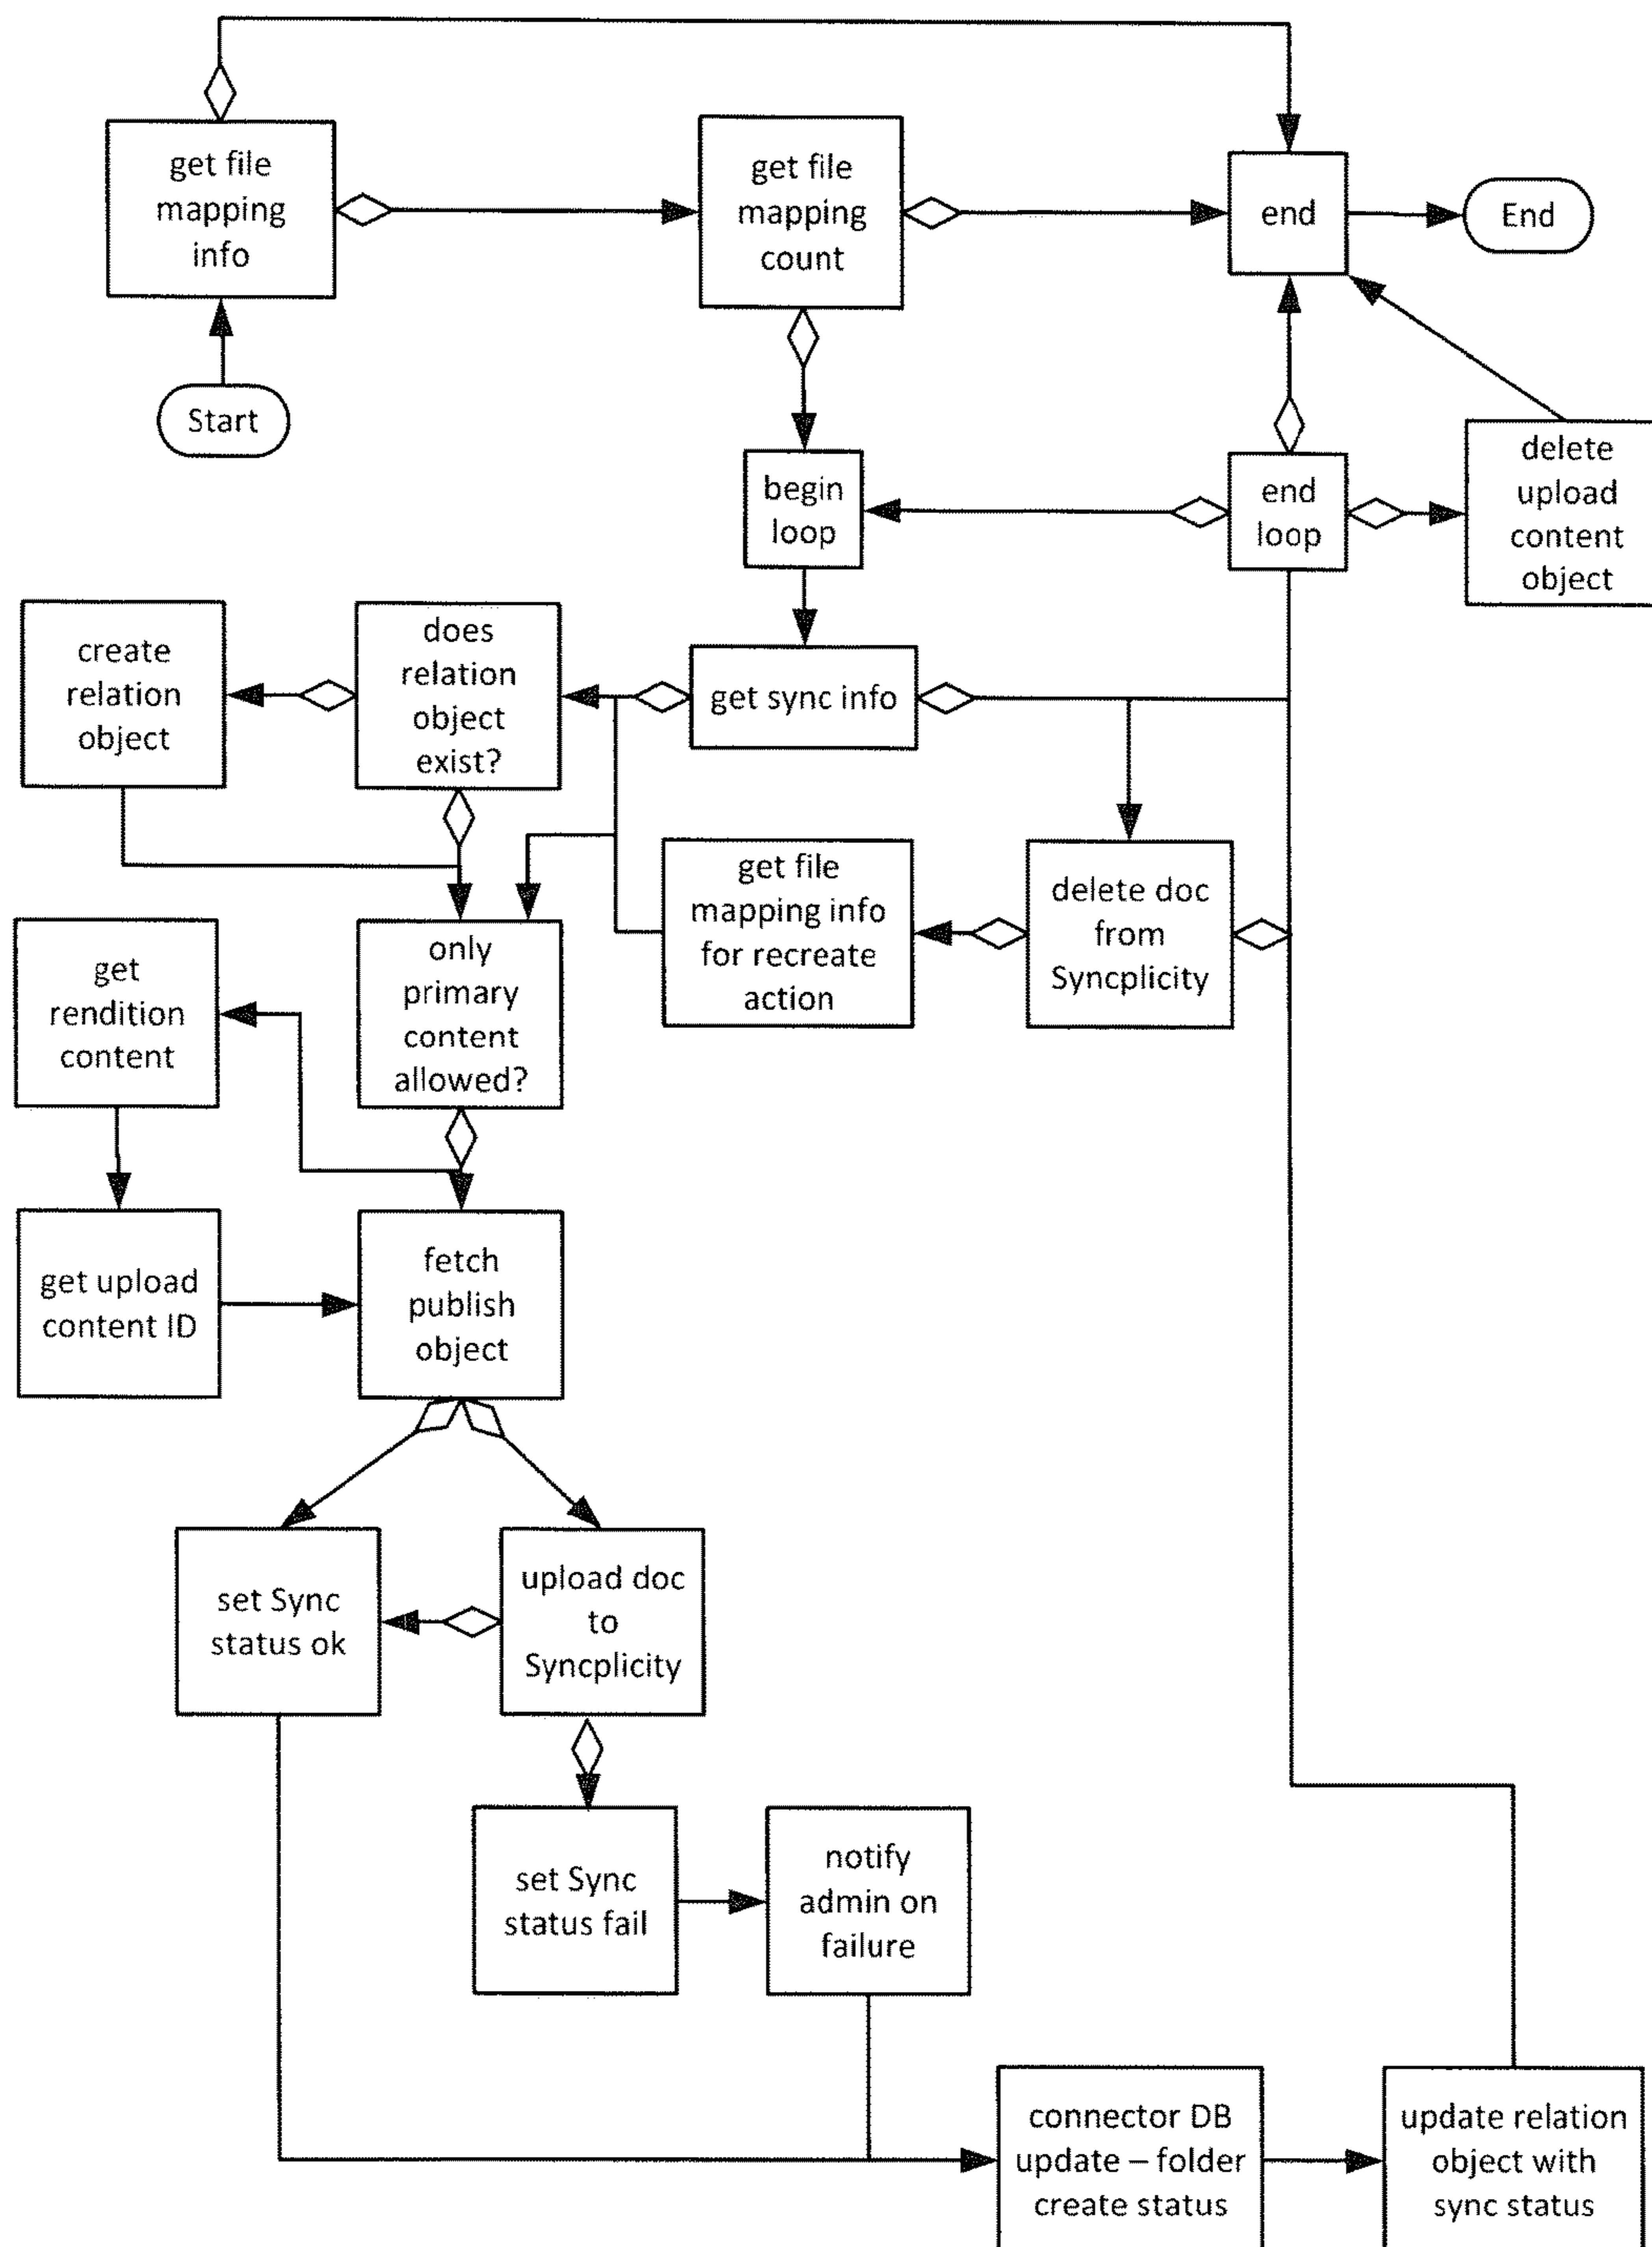 get file
mapping
info
get file
mapping
count
end
End
Start
begin
loop
end
loop
delete
upload
content
object
create
relation
object
does
relation
object
exist?
get sync info
get
rendition
content
only
primary
content
allowed?
get file
mapping info
for recreate
action
delete doc
from
Syncplicity
get upload
content ID
fetch
publish
object
set Sync
status ok
upload doc
to
Syncplicity
set Sync
status fail
notify
admin on
failure
connector DB
update – folder
create status
update relation
object with
sync status